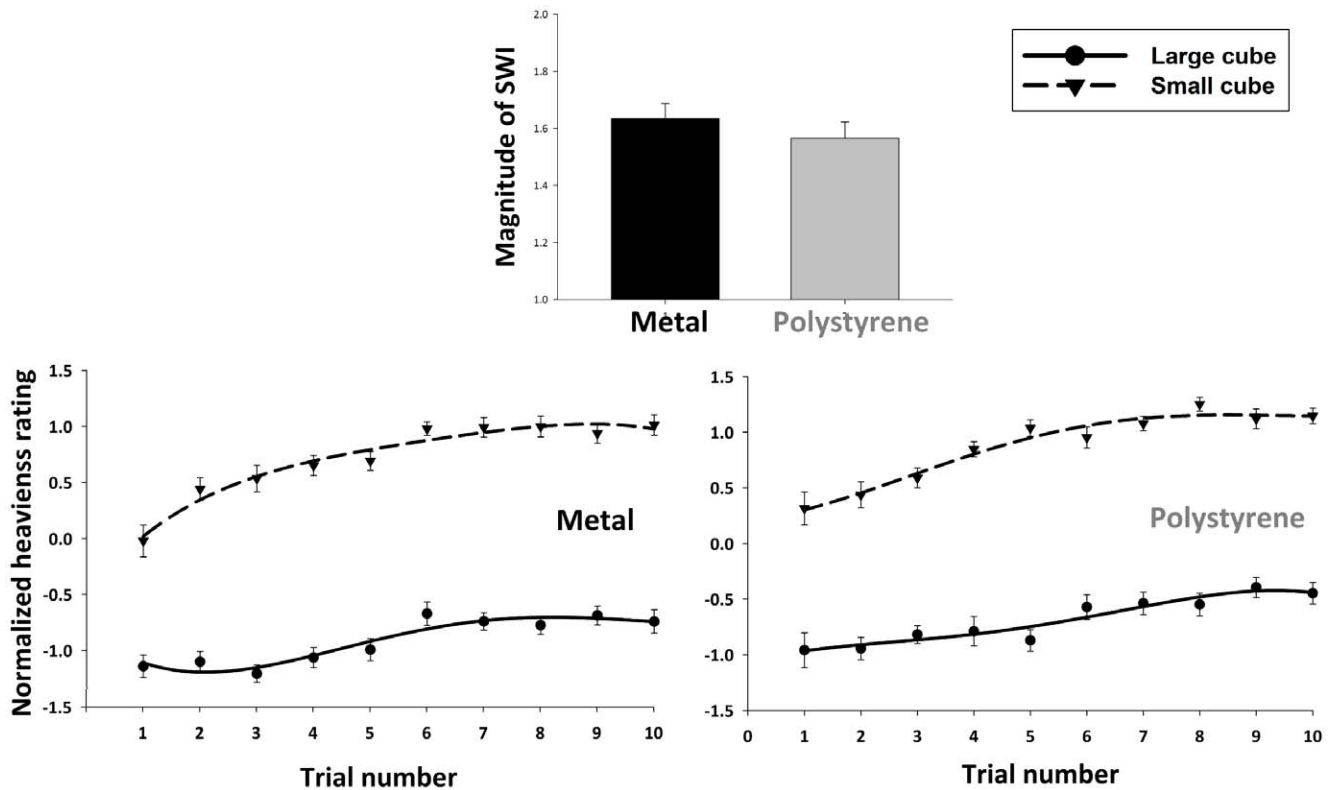 2.0
1.8
1.6
1.4
1.2
1.0
Magnitude of SWI
Metal Polystyrene
Large cube
Small cube
Normalized heavienss rating
1.5
1.0
0.5
0.0
-0.5
-1.0
-1.5
Metal
1 2 3 4 5 6 7 8 9 10
Trial number
1.5
1.0
0.5
0.0
-0.5
-1.0
-1.5
Polystyrene
0 1 2 3 4 5 6 7 8 9 10
Trial number